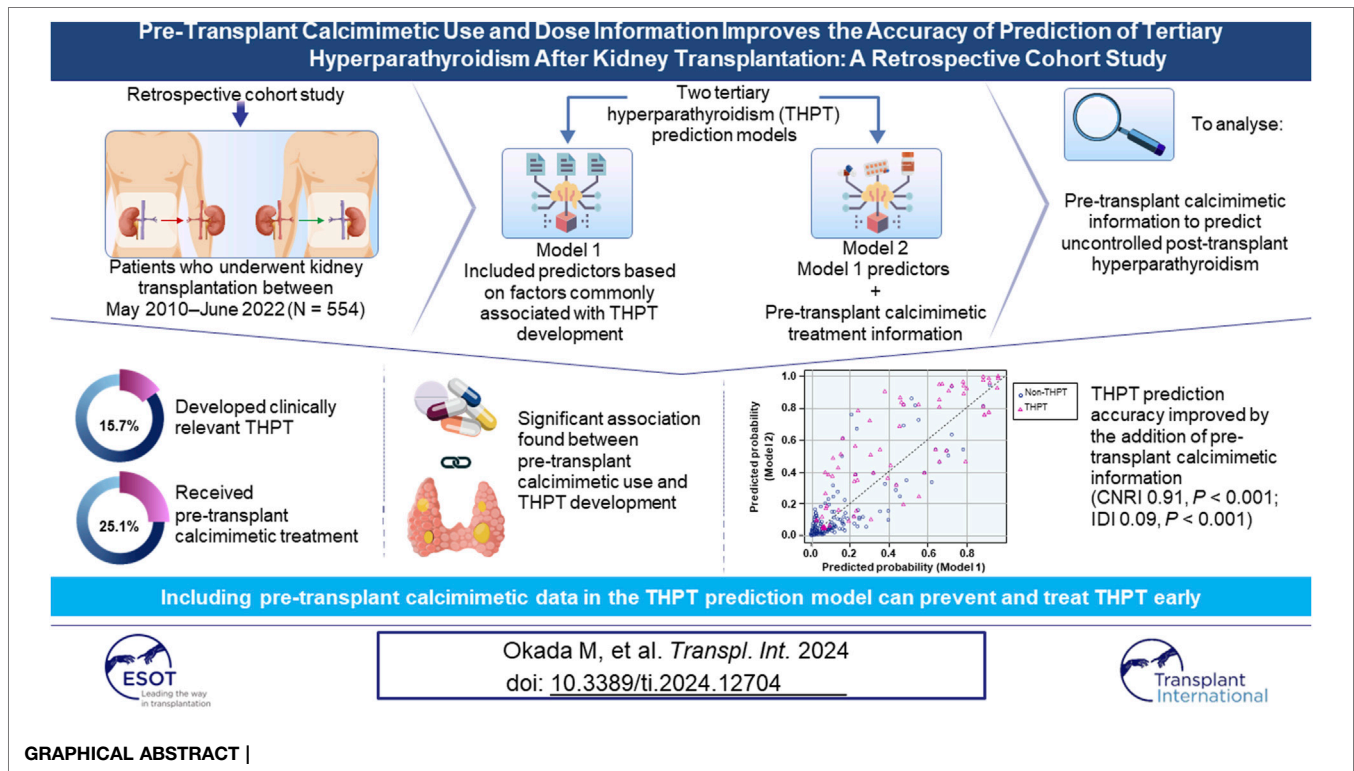 Pre-Transplant Calcimimetic Use and Dose Information Improves the Accuracy of Prediction of Tertiary
Hyperparathyroidism After Kidney Transplantation: A Retrospective Cohort Study
Retrospective cohort study
Patients who underwent kidney
transplantation between
May 2010–June 2022 (N = 554)
Two tertiary
hyperparathyroidism (THPT)
prediction models
Model 1
Included predictors based
on factors commonly
associated with THPT
development
Model 2
Model 1 predictors
+
Pre-transplant calcimimetic
treatment information
To analyse:
Pre-transplant calcimimetic
information to predict
uncontrolled post-transplant
hyperparathyroidism
15.7%
Developed clinically
relevant THPT
25.1%
Received
pre-transplant
calcimimetic treatment
Significant association
found between
pre-transplant
calcimimetic use and
THPT development
Predicted probability
(Model 2)
1.0
0.8
0.6
0.4
0.2
0.0
0.0 0.2 0.4 0.6 0.8
Predicted probability (Model 1)
Non-THPT
THPT
THPT prediction
accuracy improved by
the addition of pre-
transplant calcimimetic
information
(CNRI 0.91, P < 0.001;
IDI 0.09, P < 0.001)
Including pre-transplant calcimimetic data in the THPT prediction model can prevent and treat THPT early
ESOT
Leading the way
in transplantation
Okada M, et al. Transpl. Int. 2024
doi: 10.3389/ti.2024.12704
Transplant
International
GRAPHICAL ABSTRACT |